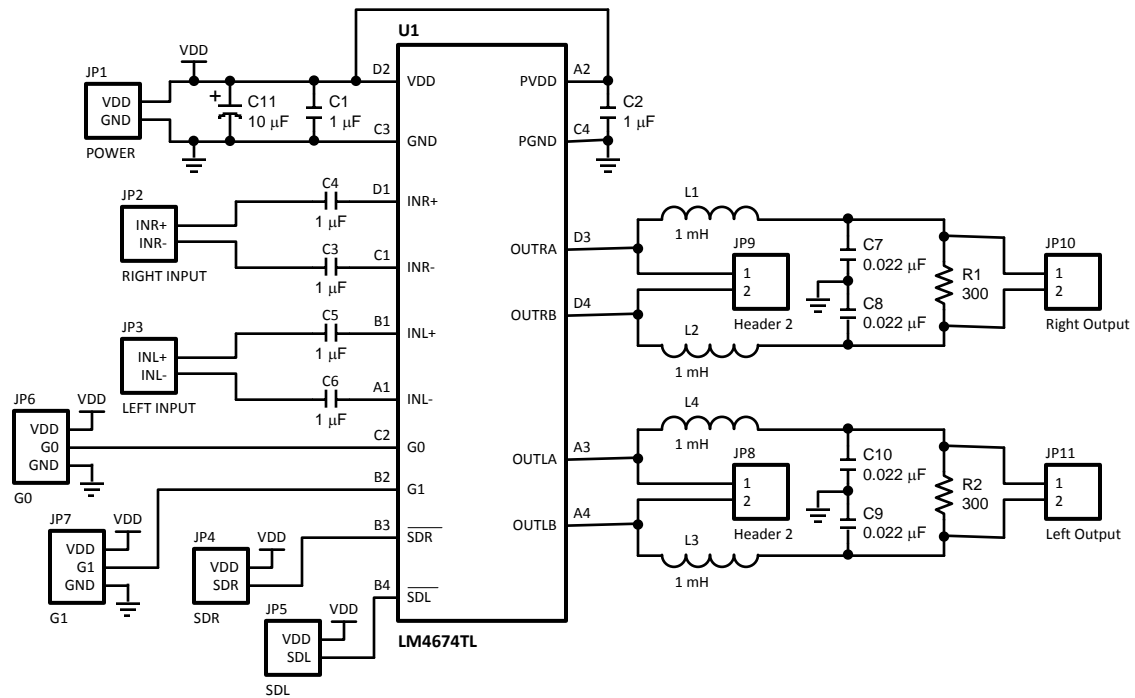 U1
VDD
JP1
VDD
GND
POWER
C11
10 µF
C1
1 µF
D2
VDD
C3
GND
A2
PVDD
C2
1 µF
C4
PGND
JP2
INR+
INR-
RIGHT INPUT
C4
1 µF
D1
INR+
C3
1 µF
C1
INR-
JP3
INL+
INL-
LEFT INPUT
C5
1 µF
B1
INL+
C6
1 µF
A1
INL-
JP6
VDD
VDD
G0
GND
G0
C2
G0
JP7
VDD
VDD
G1
GND
G1
B2
G1
JP4
VDD
VDD
SDR
SDR
B3
SDR
JP5
VDD
VDD
SDL
SDL
B4
SDL
LM4674TL
OUTRA
D3
L1
1 mH
JP9
1
2
Header 2
OUTRB
D4
L2
1 mH
C7
0.022 µF
C8
0.022 µF
R1
300
JP10
1
2
Right Output
OUTLA
A3
L4
1 mH
JP8
1
2
Header 2
OUTLB
A4
L3
1 mH
C10
0.022 µF
C9
0.022 µF
R2
300
JP11
1
2
Left Output
+